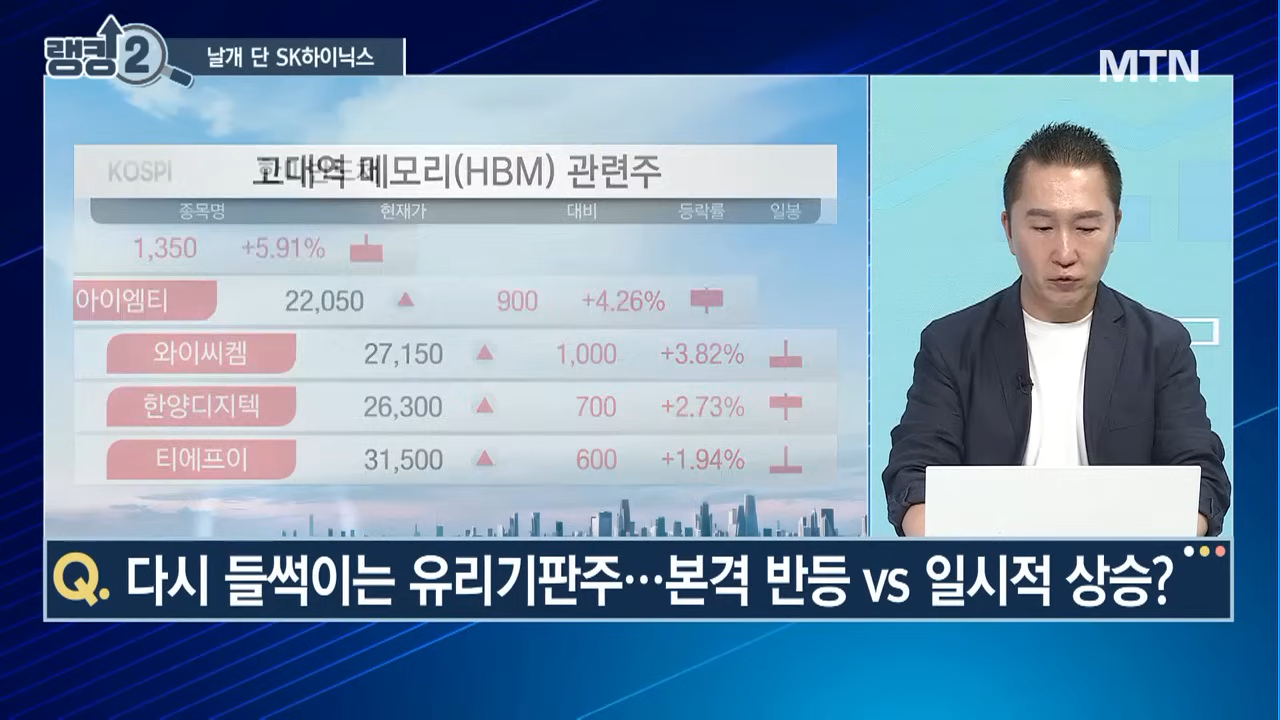 랭킹2
날개 단 SK하이닉스
MTN
KOSPI
고대역 메모리(HBM) 관련주
종목명 현재가 대비 등락률 일봉
1,350 +5.91%
아이엠티 22,050 ▲ 900 +4.26%
와이씨켐 27,150 ▲ 1,000 +3.82%
한양디지텍 26,300 ▲ 700 +2.73%
티에프이 31,500 ▲ 600 +1.94%
Q. 다시 들썩이는 유리기판주…본격 반등 vs 일시적 상승?